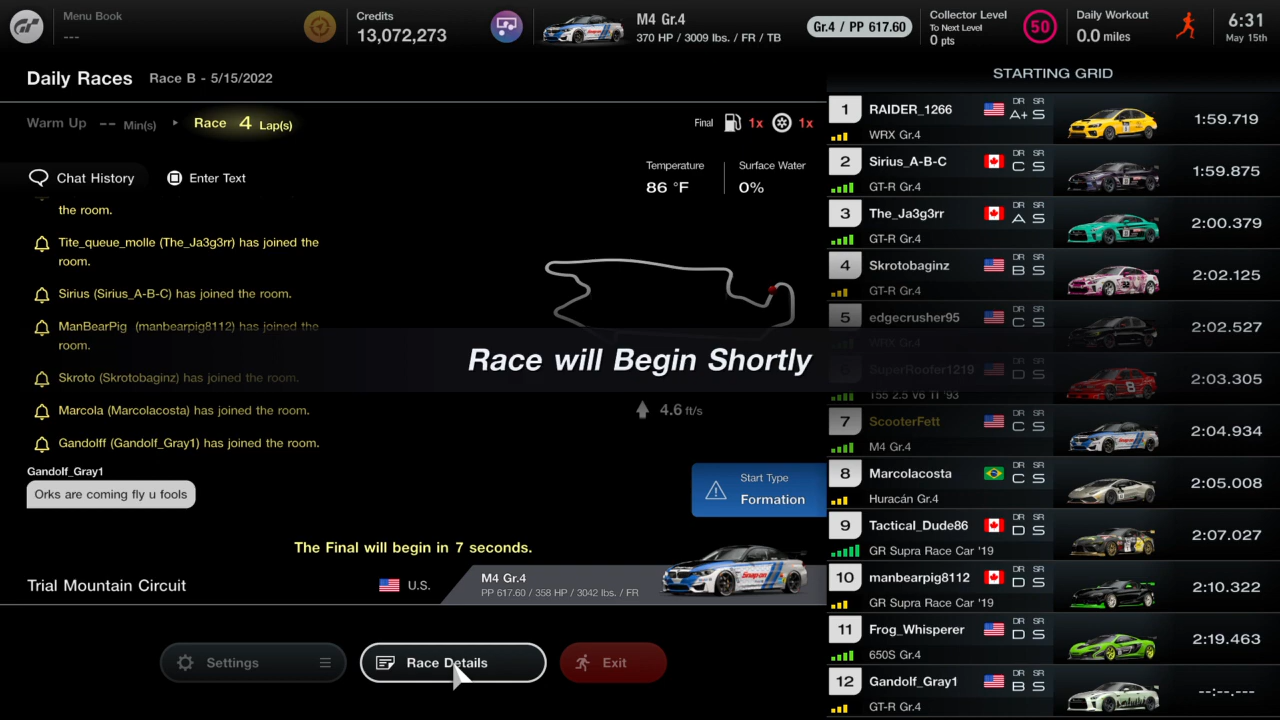 Menu Book
---
Credits
13,072,273
M4 Gr.4
370 HP / 3009 lbs. / FR / TB
Gr.4 / PP 617.60
Collector Level
To Next Level
0 pts
50
Daily Workout
0.0 miles
6:31
May 15th
Daily Races
Race B - 5/15/2022
Warm Up -- Min(s)
Race 4 Lap(s)
Final 1x 1x
Chat History
Enter Text
Temperature
86 °F
Surface Water
0%
the room.
Tite_queue_molle (The_Ja3g3rr) has joined the
room.
Sirius (Sirius_A-B-C) has joined the room.
ManBearPig (manbearpig8112) has joined the
room.
Skroto (Skrotobaginz) has joined the room.
Marcola (Marcolacosta) has joined the room.
Gandolff (Gandolf_Gray1) has joined the room.
Gandolf_Gray1
Orks are coming fly u fools
Race will Begin Shortly
4.6 ft/s
Start Type
Formation
The Final will begin in 7 seconds.
Trial Mountain Circuit
U.S.
M4 Gr.4
PP 617.60 / 358 HP / 3042 lbs. / FR
Settings
Race Details
Exit
STARTING GRID
1 RAIDER_1266 DR A+ SR S 1:59.719
WRX Gr.4
2 Sirius_A-B-C DR C SR S 1:59.875
GT-R Gr.4
3 The_Ja3g3rr DR A SR S 2:00.379
GT-R Gr.4
4 Skrotobaginz DR B SR S 2:02.125
GT-R Gr.4
5 edgecrusher95 DR C SR S 2:02.527
WRX Gr.4
6 SuperRoofer1219 DR D SR S 2:03.305
155 2.5 V6 TI '93
7 ScooterFett DR C SR S 2:04.934
M4 Gr.4
8 Marcolacosta DR C SR S 2:05.008
Huracán Gr.4
9 Tactical_Dude86 DR D SR S 2:07.027
GR Supra Race Car '19
10 manbearpig8112 DR D SR S 2:10.322
GR Supra Race Car '19
11 Frog_Whisperer DR D SR S 2:19.463
650S Gr.4
12 Gandolf_Gray1 DR B SR S --:--.---
GT-R Gr.4